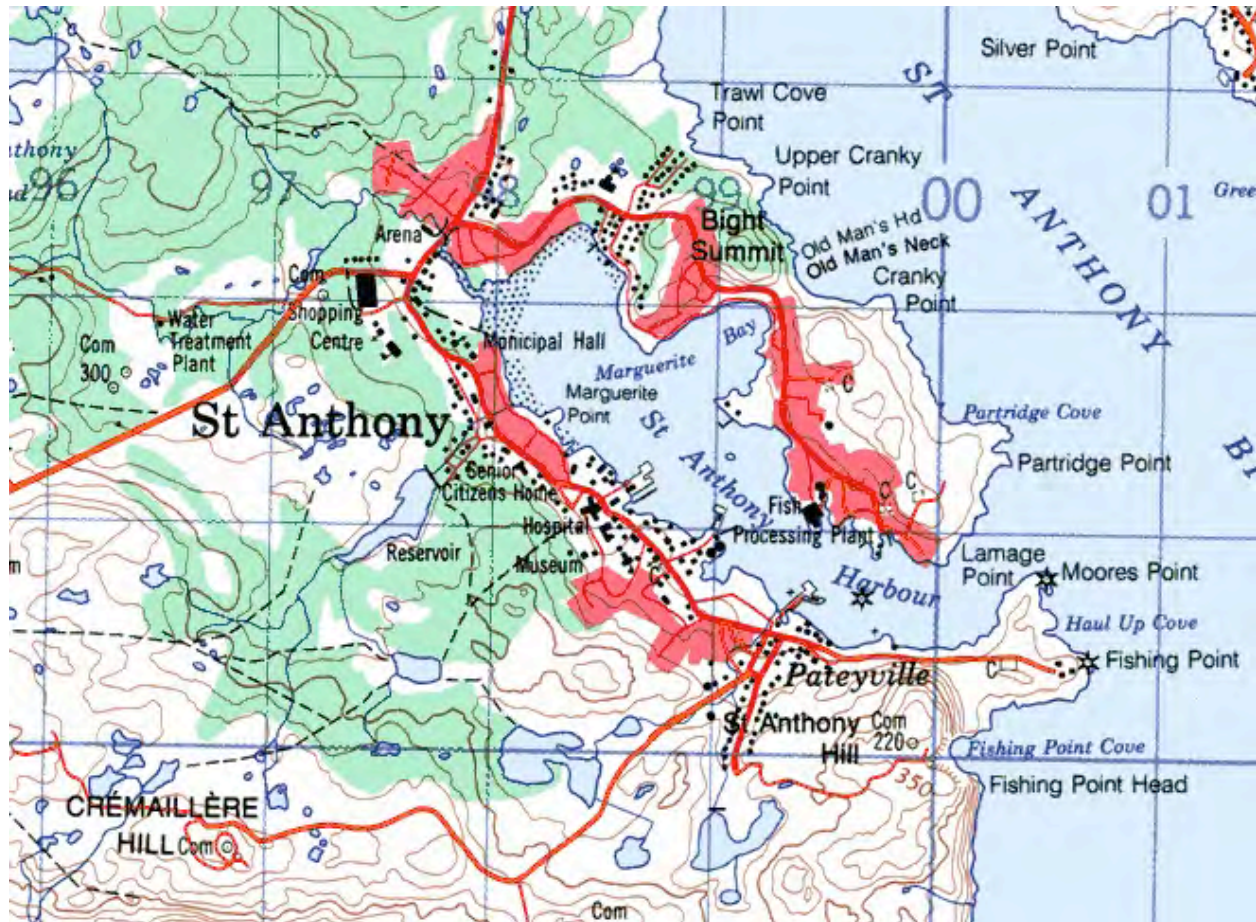 Silver Point
ST
Trawl Cove
Point
Upper Cranky
Point
nthony
96
97
98
99
00
01
Gree
ANTHONY
Bight
Summit
Old Man's Hd
Old Man's Neck
Cranky
Point
Arena
Com
Shopping
Centre
Water
Treatment
Plant
Com
300
Municipal Hall
Marguerite
Bay
Marguerite
Point
St Anthony
St
Anthony
Harbour
C
Partridge Cove
Partridge Point
BI
Senior
Citizens Home
C
C
Hospital
Fish
Processing Plant
Reservoir
Museum
C
Lamage
Point
Moores Point
m
Haul Up Cove
Fishing Point
Pateyville
St Anthony
Hill
Com
220
Fishing Point Cove
350
Fishing Point Head
CRÉMAILLÈRE
HILL
Com
Com